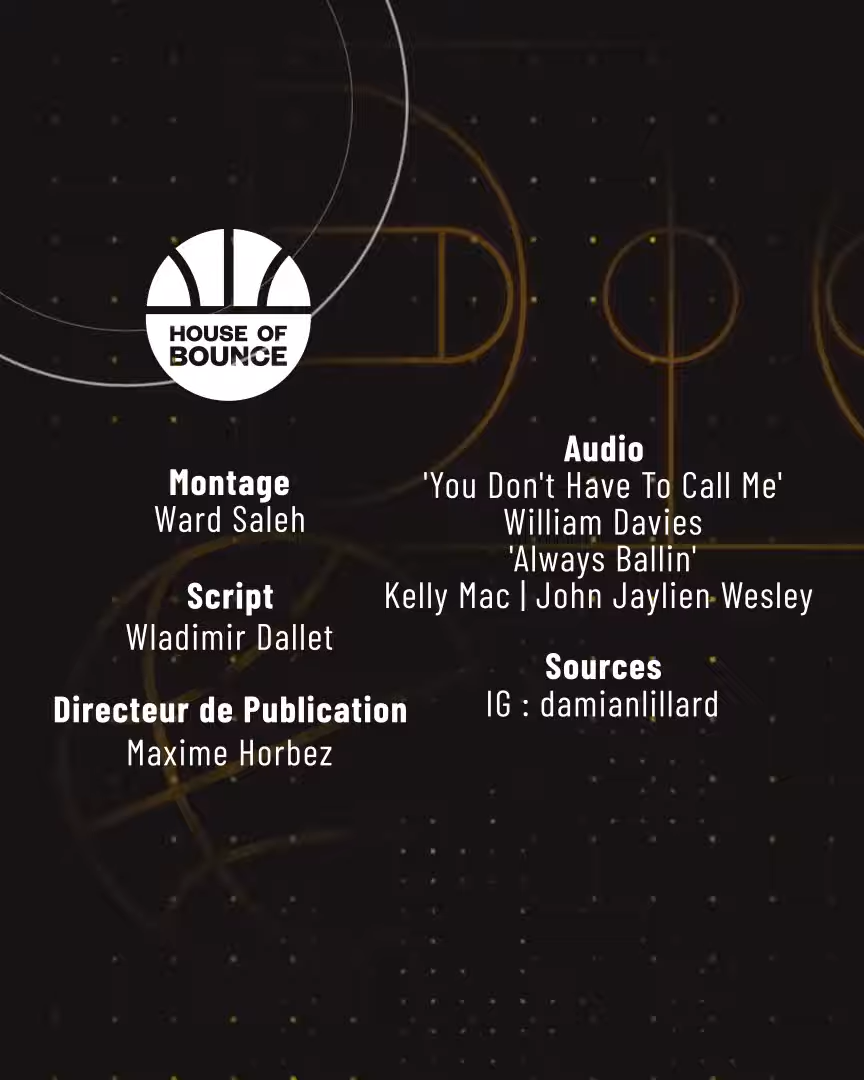 HOUSE OF
BOUNCE
Montage
Ward Saleh
Script
Wladimir Dallet
Directeur de Publication
Maxime Horbez
Audio
'You Don't Have To Call Me'
William Davies
'Always Ballin'
Kelly Mac | John Jaylien Wesley
Sources
IG : damianlillard